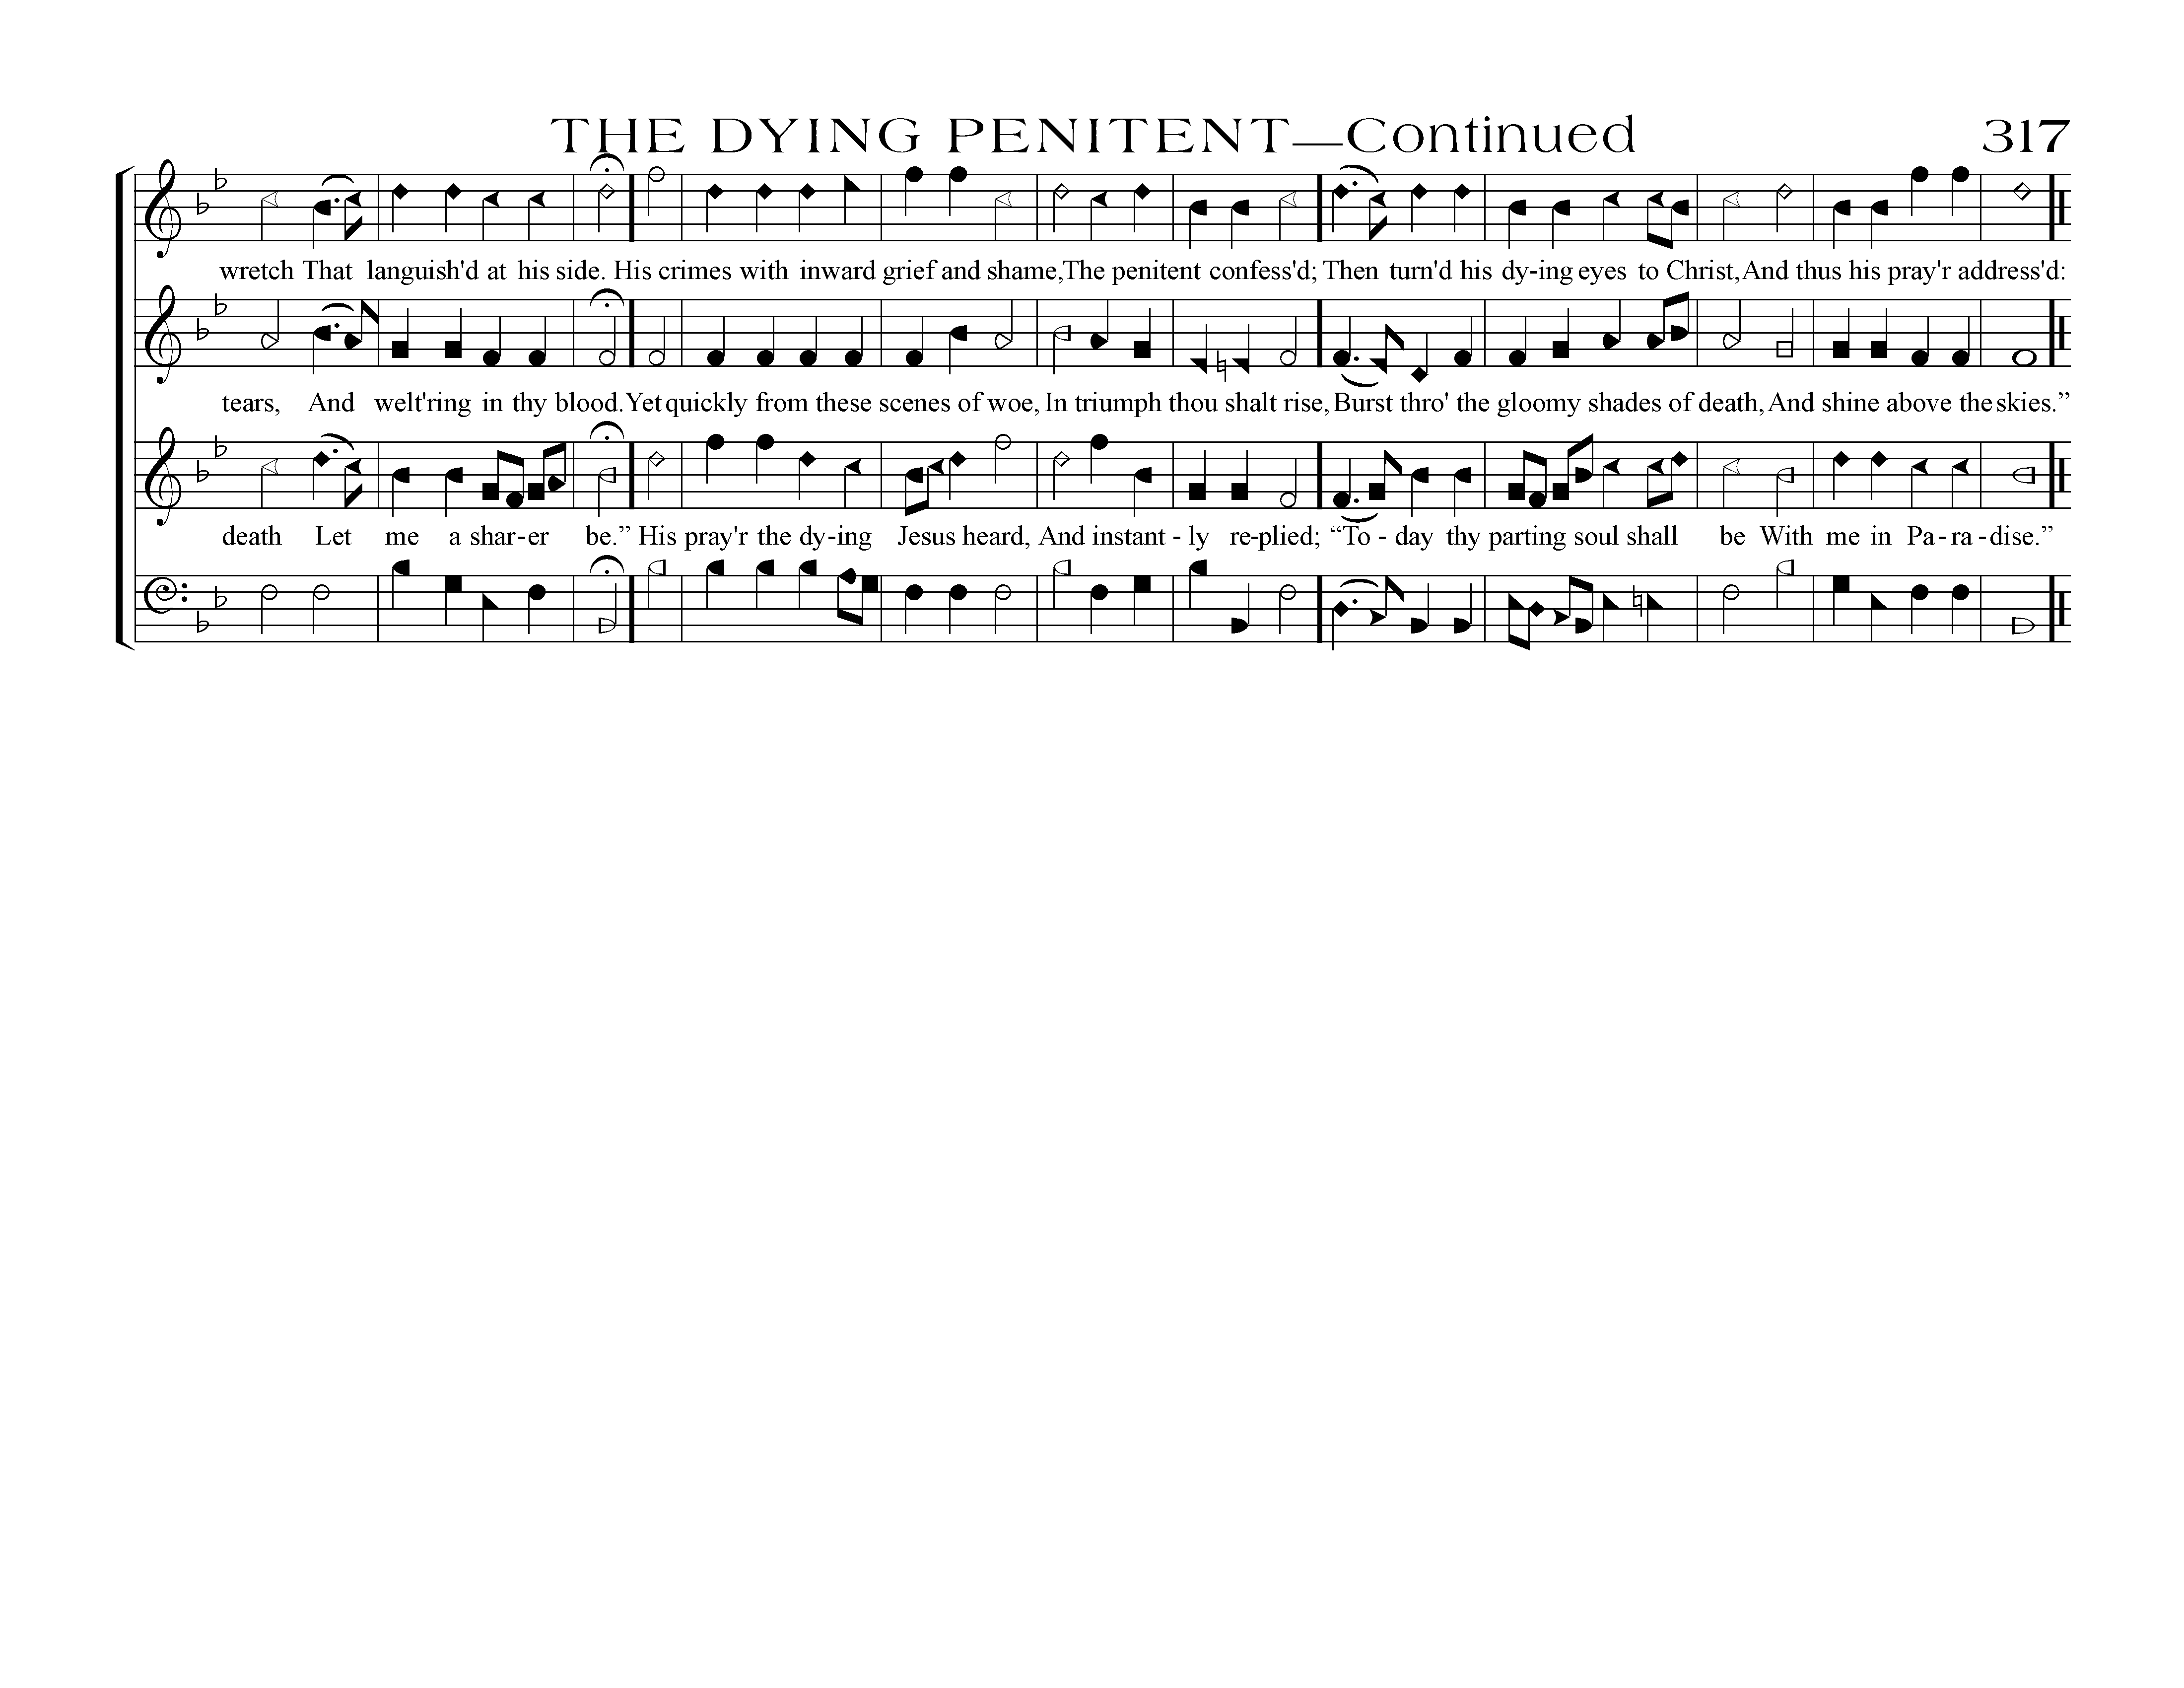 THE DYING PENITENT—Continued 317
wretch That languish'd at his side. His crimes with inward grief and shame, The penitent confess'd; Then turn'd his dy-ing eyes to Christ, And thus his pray'r address'd:
tears, And welt'ring in thy blood. Yet quickly from these scenes of woe, In triumph thou shalt rise, Burst thro' the gloomy shades of death, And shine above the skies.”
death Let me a shar-er be.” His pray'r the dy-ing Jesus heard, And instant - ly re-plied; “To - day thy parting soul shall be With me in Pa-ra-dise.”